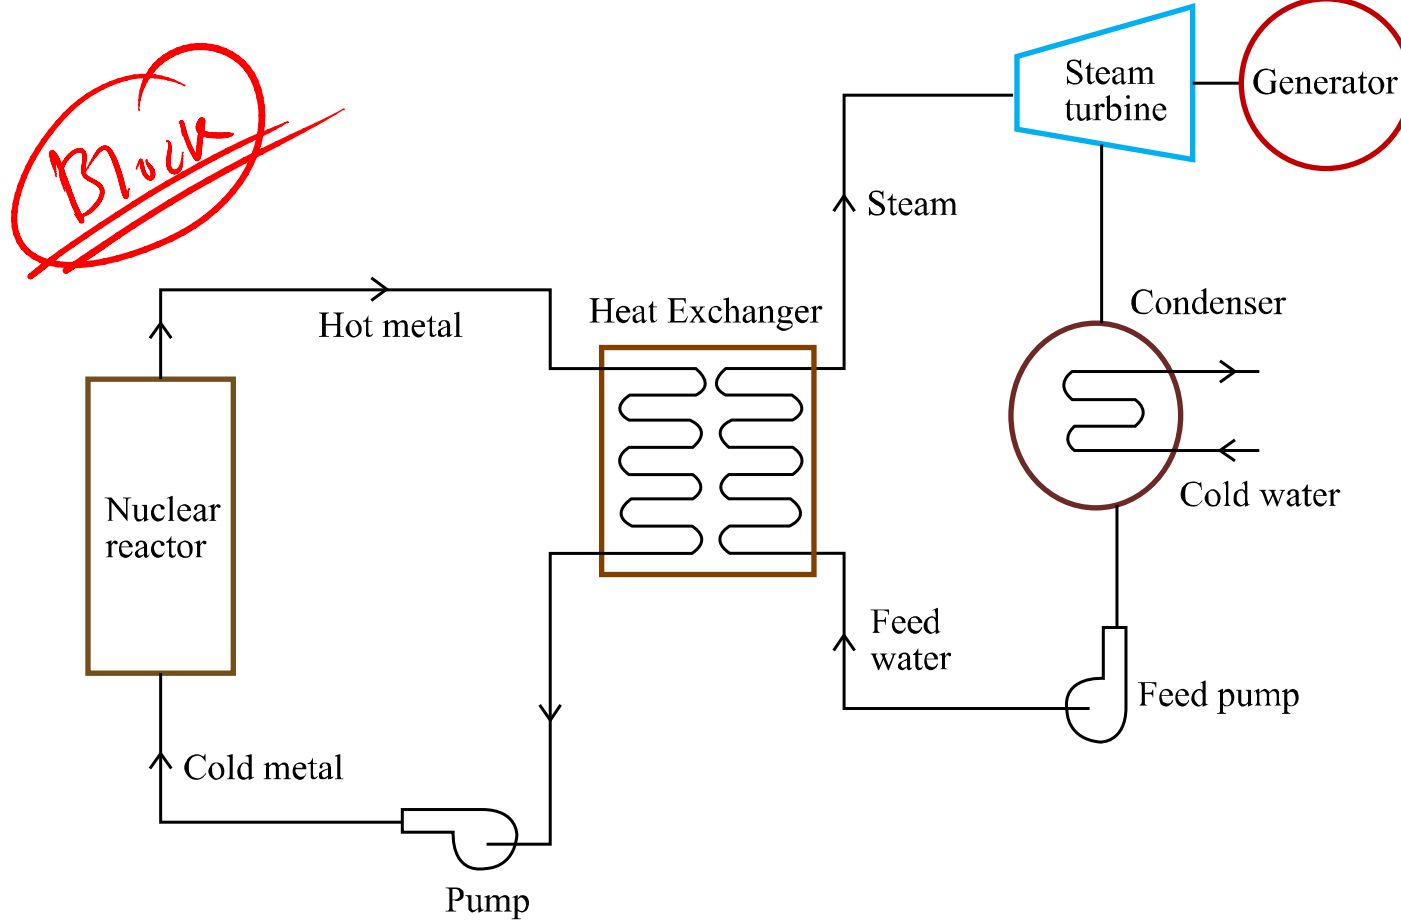 Block
Steam
turbine
Generator
Steam
Condenser
Hot metal
Heat Exchanger
Nuclear
reactor
Cold water
Feed
water
Feed pump
Cold metal
Pump